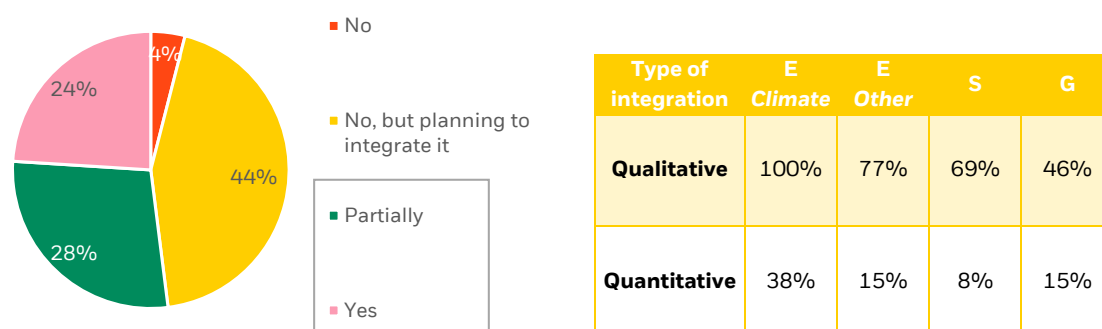 No
4%
24%
No, but planning to
integrate it
44%
Partially
28%
Yes
Type of
integration
E
Climate
E
Other
S
G
Qualitative 100% 77% 69% 46%
Quantitative 38% 15% 8% 15%